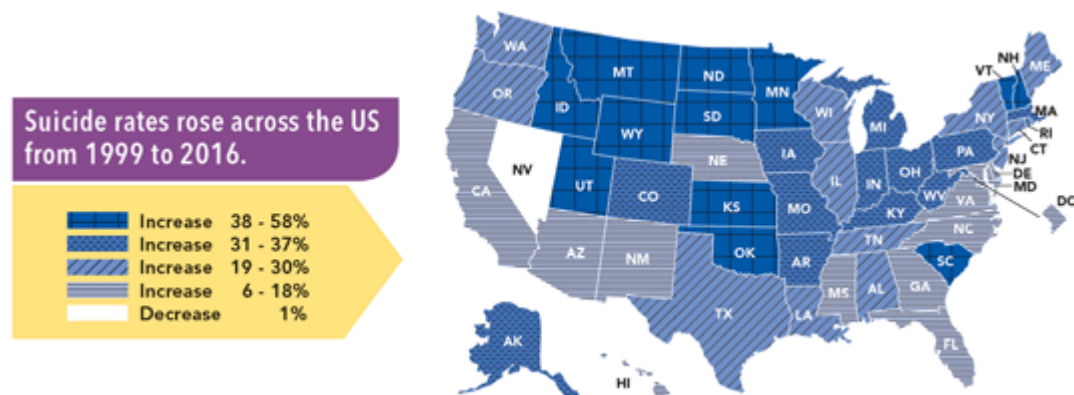 Suicide rates rose across the US
from 1999 to 2016.
Increase 38 - 58%
Increase 31 - 37%
Increase 19 - 30%
Increase 6 - 18%
Decrease 1%
WA
MT
ND
MN
VT
NH
ME
OR
ID
SD
WI
MI
NY
MA
RI
CT
WY
NE
IA
PA
NJ
DE
MD
NV
UT
CO
IL
IN
OH
WV
VA
DC
CA
KS
MO
KY
NC
AZ
NM
OK
AR
TN
SC
TX
LA
MS
AL
GA
FL
AK
HI